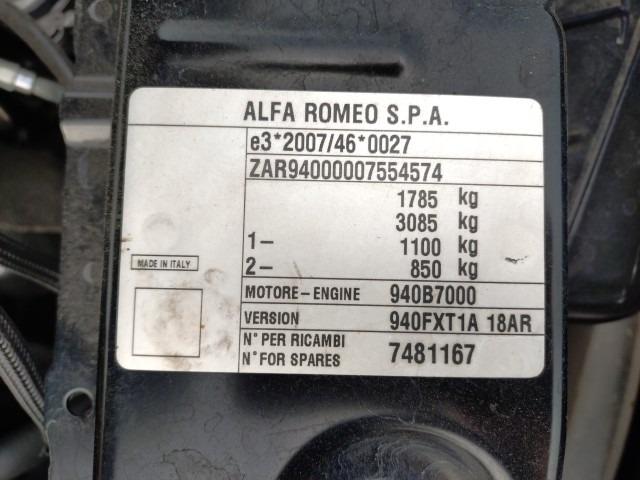 ALFA ROMEO S.P.A.
e3*2007/46*0027
ZAR94000007554574
1785 kg
3085 kg
1- 1100 kg
2- 850 kg
MADE IN ITALY
MOTORE-ENGINE 940B7000
VERSION 940FXT1A 18AR
N° PER RICAMBI
N° FOR SPARES 7481167